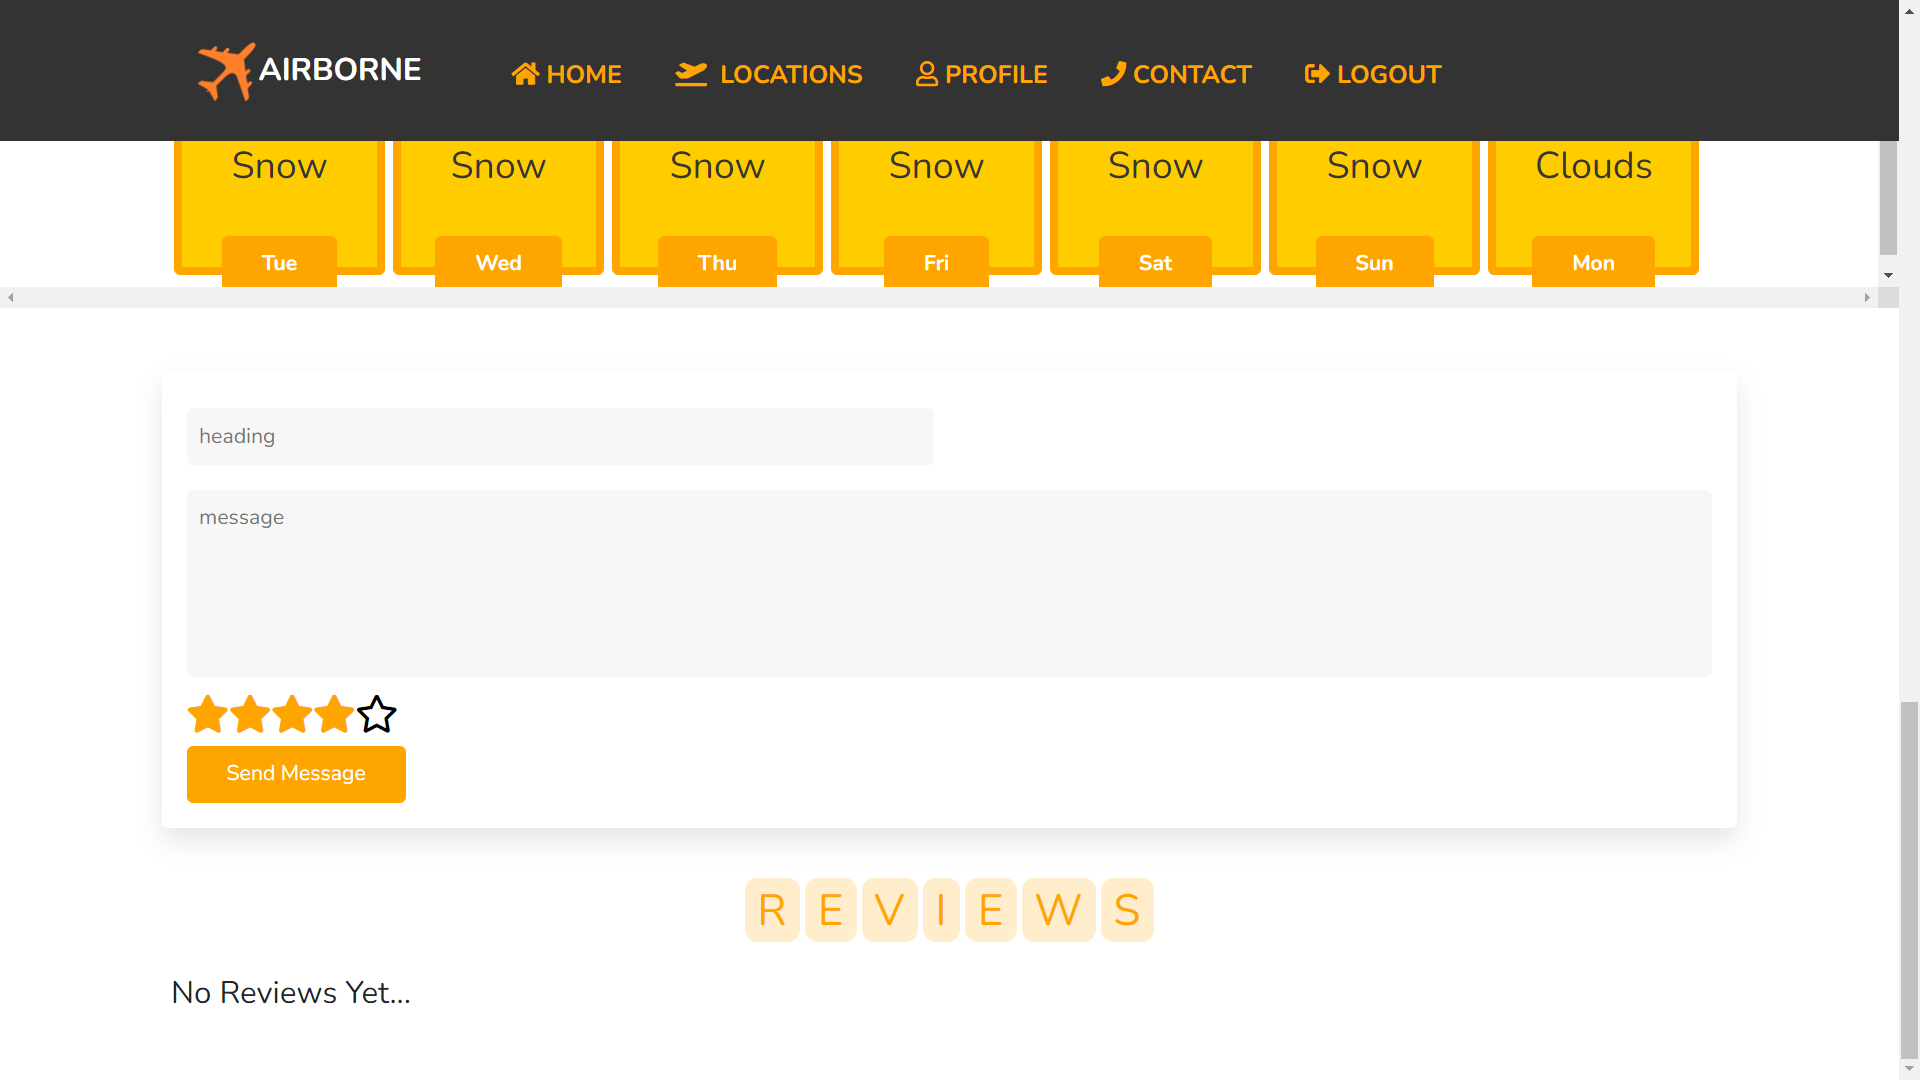 AIRBORNE HOME LOCATIONS PROFILE CONTACT LOGOUT
Snow Snow Snow Snow Snow Snow Clouds
Tue Wed Thu Fri Sat Sun Mon
heading
message
Send Message
REVIEWS
No Reviews Yet...